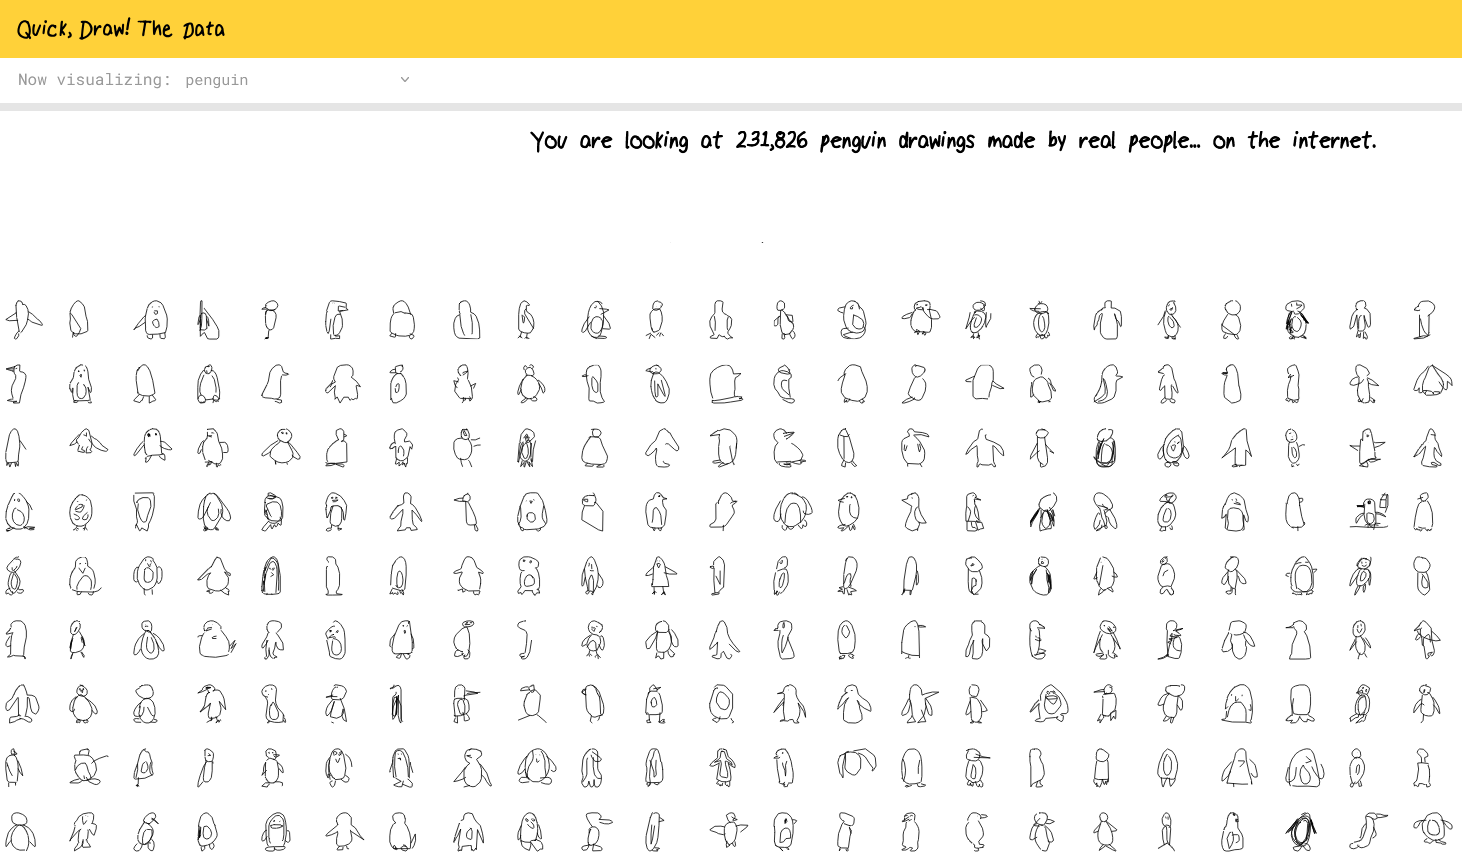 Quick, Draw! The Data
Now visualizing: penguin
You are looking at 231,826 penguin drawings made by real people... on the internet.